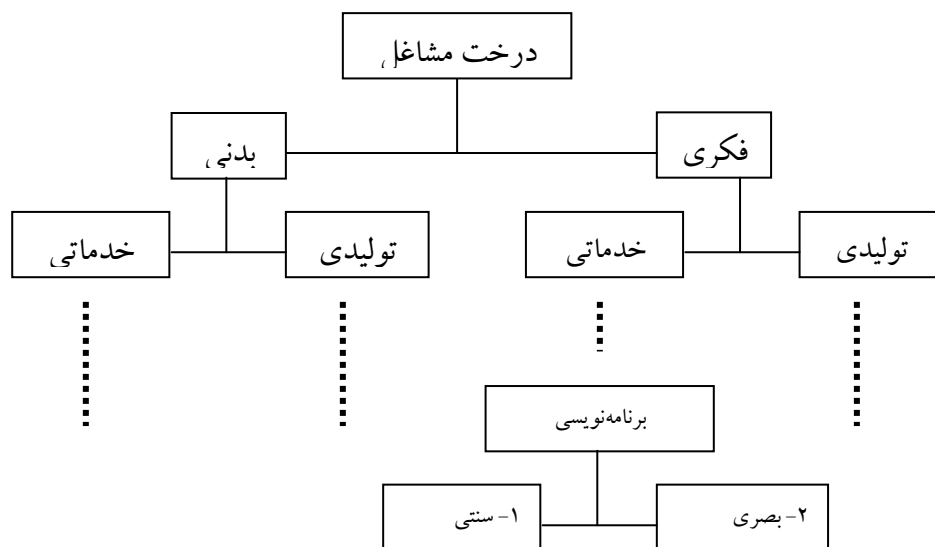 درخت مشاغل
فکری
بدنی
تولیدی
خدماتی
تولیدی
خدماتی
برنامه‌نویسی
۲- بصری
۱- سنتی